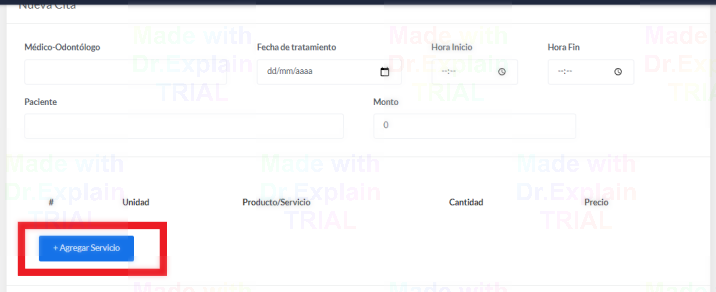 Nueva Cita
Médico-Odontólogo Fecha de tratamiento Hora Inicio Hora Fin
dd/mm/aaaa --:-- --:--
Paciente Monto
0
# Unidad Producto/Servicio Cantidad Precio
+ Agregar Servicio
Made with Made with Made with
Dr.Explain Dr.Explain Dr.Explain
TRIAL TRIAL TRIAL
Made with Made with Made with
Dr.Explain Dr.Explain Dr.Explain
TRIAL TRIAL TRIAL
Made with Made with Made with